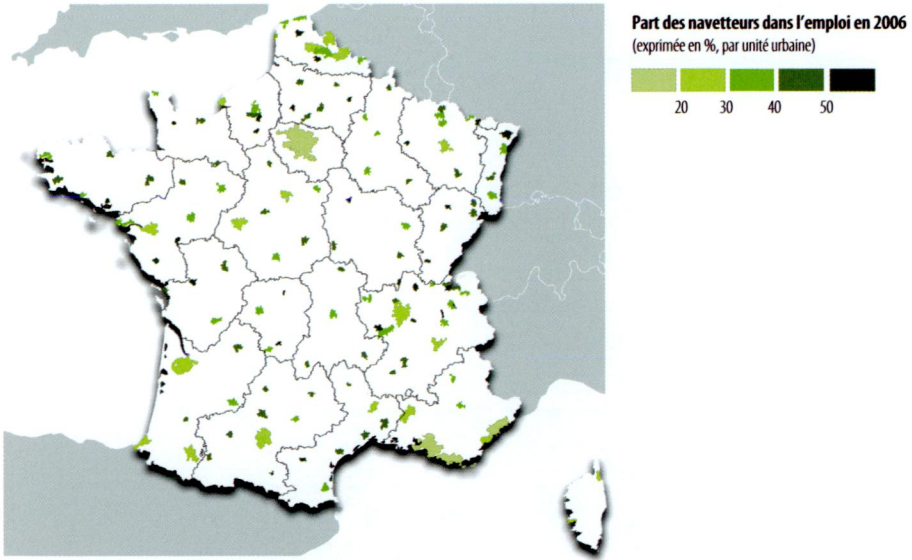 Part des navetteurs dans l'emploi en 2006
(exprimée en %, par unité urbaine)
20 30 40 50